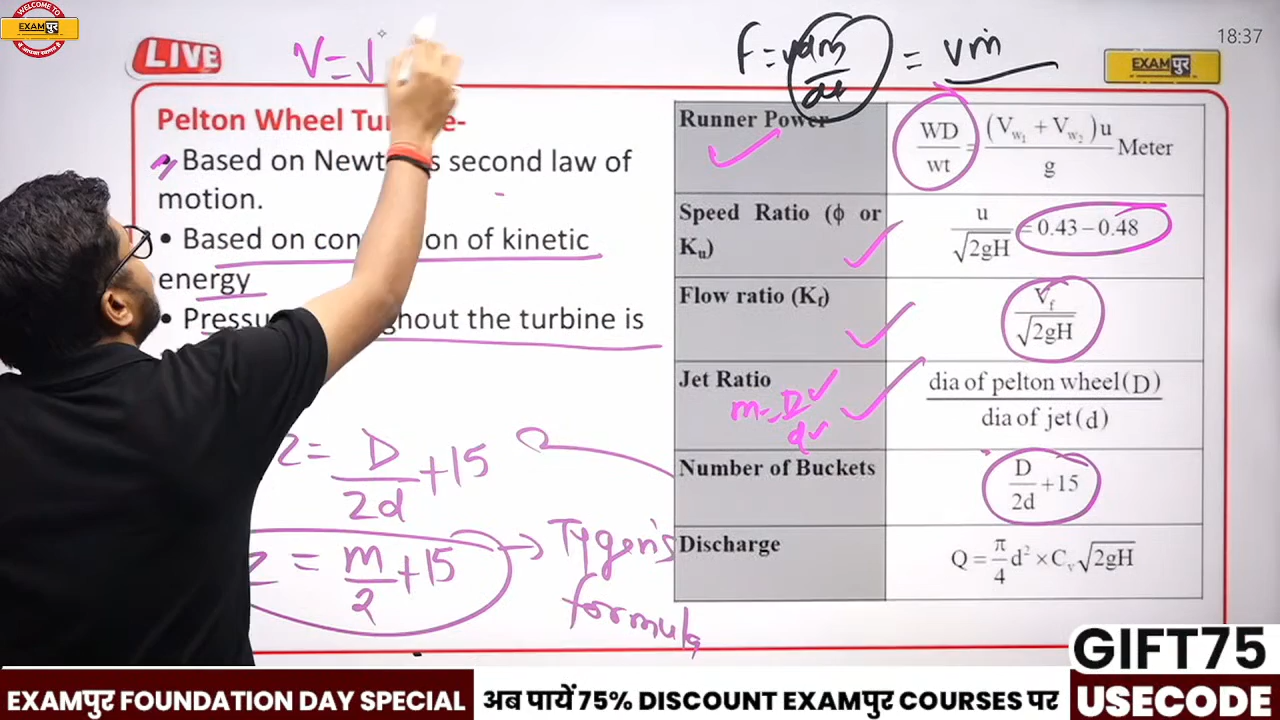 WELCOME TO
EXAMपुर
LIVE
V=√
F=vdm/dt = vṁ
18:37
EXAMपुर
Pelton Wheel Tu e-
• Based on Newt s second law of
motion.
• Based on con on of kinetic
energy
• Pressu ghout the turbine is
Z = D/2d +15
Z = m/2 +15 → Tygen's
formula
Runner Power WD/wt = (Vw₁ + Vw₂)u/g Meter
Speed Ratio (ϕ or
Kᵤ) u/√2gH = 0.43 – 0.48
Flow ratio (K_f) V_f/√2gH
Jet Ratio dia of pelton wheel(D)/dia of jet(d)
m = D/d
Number of Buckets D/2d +15
Discharge Q = π/4 d² × Cᵥ√2gH
GIFT75
USECODE
EXAMपुर FOUNDATION DAY SPECIAL अब पायें 75% DISCOUNT EXAMपुर COURSES पर